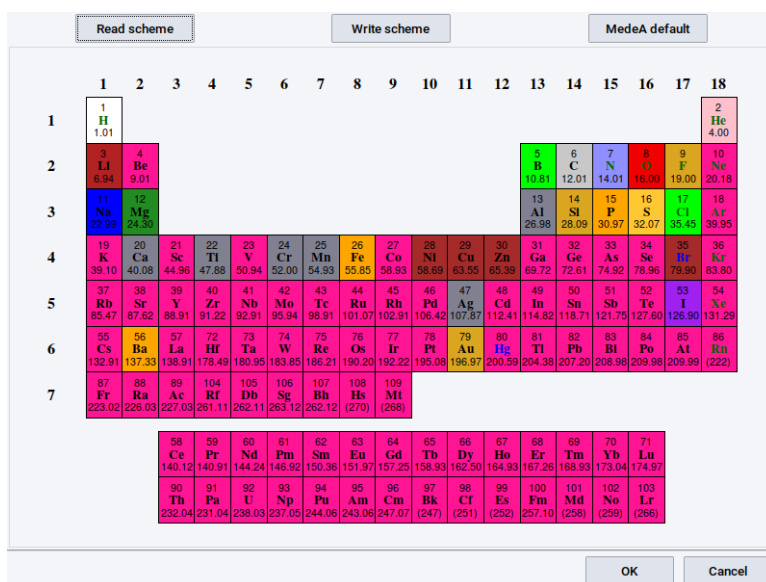 Read scheme Write scheme MedeA default
1 2 3 4 5 6 7 8 9 10 11 12 13 14 15 16 17 18
1 2
1 H He
1.01 4.00
3 4 5 6 7 8 9 10
2 Li Be B C N O F Ne
6.94 9.01 10.81 12.01 14.01 16.00 19.00 20.18
11 12 13 14 15 16 17 18
3 Na Mg Al Si P S Cl Ar
22.99 24.30 26.98 28.09 30.97 32.07 35.45 39.95
19 20 21 22 23 24 25 26 27 28 29 30 31 32 33 34 35 36
4 K Ca Sc Ti V Cr Mn Fe Co Ni Cu Zn Ga Ge As Se Br Kr
39.10 40.08 44.96 47.88 50.94 52.00 54.93 55.85 58.93 58.69 63.55 65.39 69.72 72.61 74.92 78.96 79.90 83.80
37 38 39 40 41 42 43 44 45 46 47 48 49 50 51 52 53 54
5 Rb Sr Y Zr Nb Mo Tc Ru Rh Pd Ag Cd In Sn Sb Te I Xe
85.47 87.62 88.91 91.22 92.91 95.94 98.91 101.07 102.91 106.42 107.87 112.41 114.82 118.71 121.75 127.60 126.90 131.29
55 56 57 72 73 74 75 76 77 78 79 80 81 82 83 84 85 86
6 Cs Ba La Hf Ta W Re Os Ir Pt Au Hg Tl Pb Bi Po At Rn
132.91 137.33 138.91 178.49 180.95 183.85 186.21 190.20 192.22 195.08 196.97 200.59 204.38 207.20 208.98 209.98 209.99 (222)
87 88 89 104 105 106 107 108 109
7 Fr Ra Ac Rf Db Sg Bh Hs Mt
223.02 226.03 227.03 261.11 262.11 263.12 262.12 (270) (268)
58 59 60 61 62 63 64 65 66 67 68 69 70 71
Ce Pr Nd Pm Sm Eu Gd Tb Dy Ho Er Tm Yb Lu
140.12 140.91 144.24 146.92 150.36 151.97 157.25 158.93 162.50 164.93 167.26 168.93 173.04 174.97
90 91 92 93 94 95 96 97 98 99 100 101 102 103
Th Pa U Np Pu Am Cm Bk Cf Es Fm Md No Lr
232.04 231.04 238.03 237.05 244.06 243.06 247.07 (247) (251) (252) 257.10 (258) (259) (266)
OK Cancel